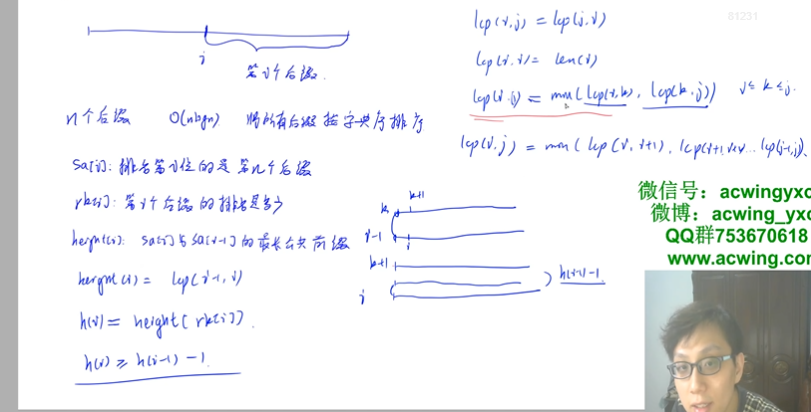 81231
lcp(i,j) = lcp(j,i)
lcp(i,i) = len(i)
lcp(i,j) = min(lcp(i,k), lcp(k,j)) i ≤ k ≤ j
lcp(i,j) = min(lcp(i,i+1), lcp(i+1,i+2)... lcp(j-1,j)
i
第i个后缀
n个后缀 O(nlogn) 将所有后缀按字典序排序
sa[i]: 排名第i位的是第几个后缀
rk[i]: 第i个后缀的排名是多少
height(i): sa[i]与sa[i-1]的最长公共前缀
height(i) = lcp(i-1,i)
h(i) = height[rk[i]]
h(i) ≥ h(i-1) - 1
k k+1
i-1 i
k+1
i
h(i-1)-1
微信号：acwingyxc
微博：acwing_yxc
QQ群753670618
www.acwing.com